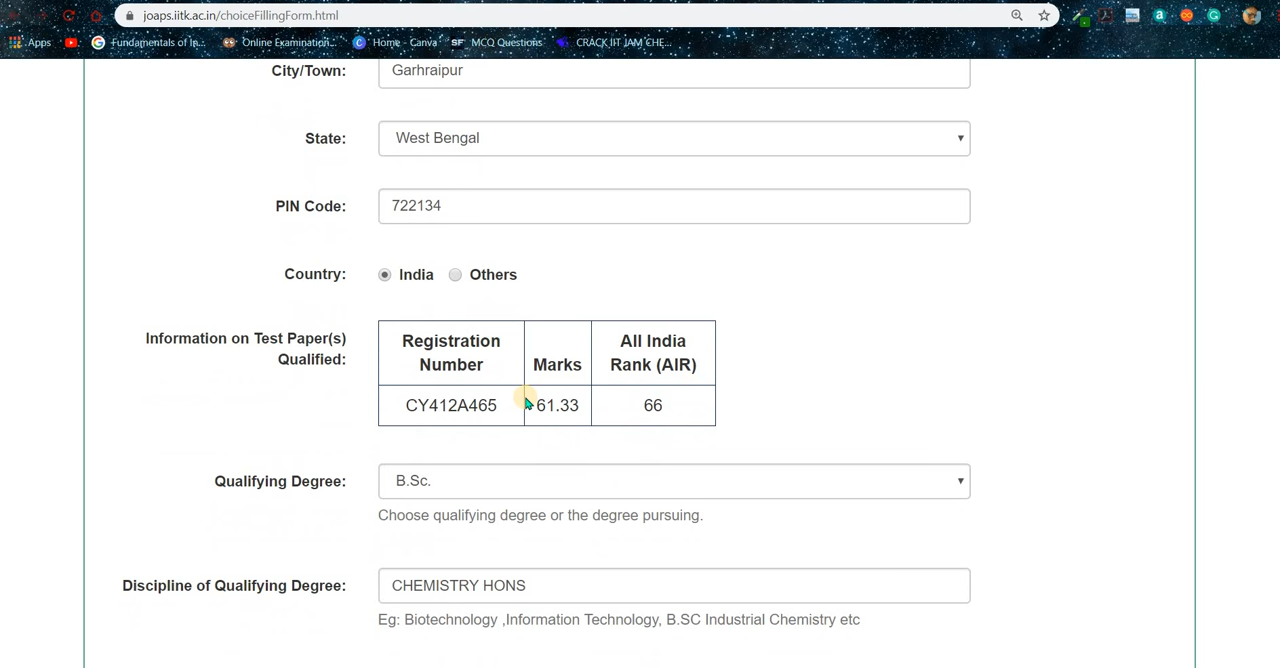 joaps.iitk.ac.in/choiceFillingForm.html
Apps Fundamentals of In... Online Examination... Home - Canva SF MCQ Questions CRACK IIT JAM CHE...
City/Town: Garhraipur
State: West Bengal
PIN Code: 722134
Country: India Others
Information on Test Paper(s)
Qualified:
Registration
Number Marks All India
Rank (AIR)
CY412A465 61.33 66
Qualifying Degree: B.Sc.
Choose qualifying degree or the degree pursuing.
Discipline of Qualifying Degree: CHEMISTRY HONS
Eg: Biotechnology ,Information Technology, B.SC Industrial Chemistry etc